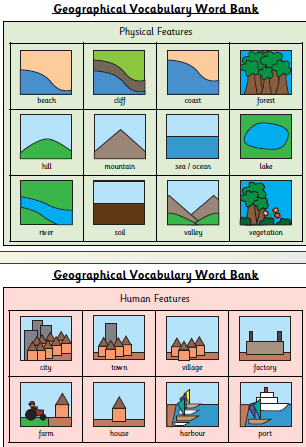 Geographical Vocabulary Word Bank
Physical Features
beach cliff coast forest
hill mountain sea / ocean lake
river soil valley vegetation
Geographical Vocabulary Word Bank
Human Features
city town village factory
farm house harbour port